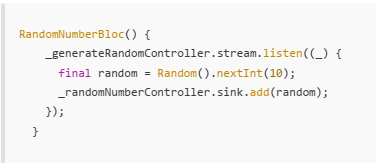 RandomNumberBloc() {
    _generateRandomController.stream.listen((_) {
      final random = Random().nextInt(10);
      _randomNumberController.sink.add(random);
    });
  }